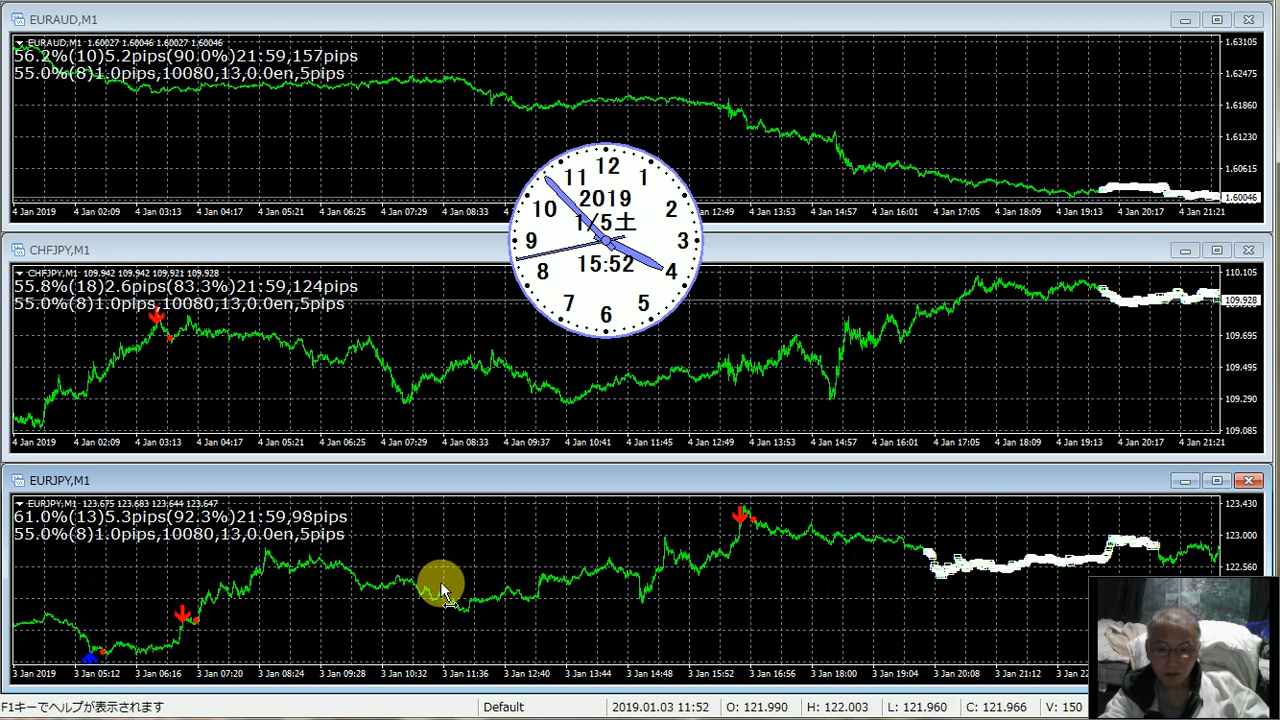 EURAUD,M1
EURAUD,M1 1.60027 1.60046 1.60027 1.60046
56.2%(10)5.2pips(90.0%)21:59,157pips
55.0%(8)1.0pips,10080,13,0.0en,5pips
1.63105
1.62475
1.61860
1.61230
1.60615
1.60046
4 Jan 2019 4 Jan 02:09 4 Jan 03:13 4 Jan 04:17 4 Jan 05:21 4 Jan 06:25 4 Jan 07:29 4 Jan 08:33 12:49 4 Jan 13:53 4 Jan 14:57 4 Jan 16:01 4 Jan 17:05 4 Jan 18:09 4 Jan 19:13 4 Jan 20:17 4 Jan 21:21
12
1
2
3
4
5
6
7
8
9
10
11
2019
1/5土
15:52
CHFJPY,M1
CHFJPY,M1 109.942 109.942 109.921 109.928
55.8%(18)2.6pips(83.3%)21:59,124pips
55.0%(8)1.0pips,10080,13,0.0en,5pips
110.105
109.928
109.695
109.495
109.290
109.085
4 Jan 2019 4 Jan 02:09 4 Jan 03:13 4 Jan 04:17 4 Jan 05:21 4 Jan 06:25 4 Jan 07:29 4 Jan 08:33 4 Jan 09:37 4 Jan 10:41 4 Jan 11:45 4 Jan 12:49 4 Jan 13:53 4 Jan 14:57 4 Jan 16:01 4 Jan 17:05 4 Jan 18:09 4 Jan 19:13 4 Jan 20:17 4 Jan 21:21
EURJPY,M1
EURJPY,M1 123.675 123.683 123.644 123.647
61.0%(13)5.3pips(92.3%)21:59,98pips
55.0%(8)1.0pips,10080,13,0.0en,5pips
123.430
123.000
122.560
3 Jan 2019 3 Jan 05:12 3 Jan 06:16 3 Jan 07:20 3 Jan 08:24 3 Jan 09:28 3 Jan 10:32 3 Jan 11:36 3 Jan 12:40 3 Jan 13:44 3 Jan 14:48 3 Jan 15:52 3 Jan 16:56 3 Jan 18:00 3 Jan 19:04 3 Jan 20:08 3 Jan 21:12 3 Jan 22
F1キーでヘルプが表示されます Default 2019.01.03 11:52 O: 121.990 H: 122.003 L: 121.960 C: 121.966 V: 150